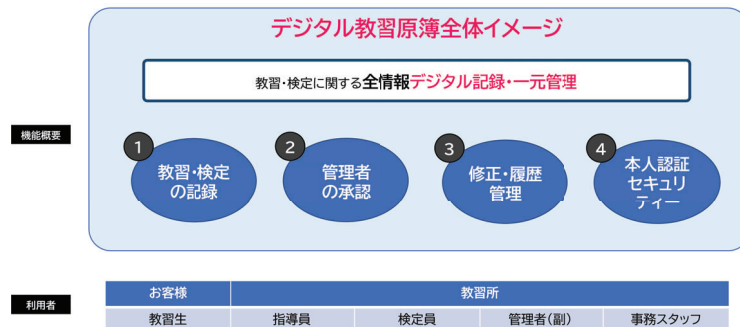 デジタル教習原簿全体イメージ
教習・検定に関する全情報デジタル記録・一元管理
機能概要
1
教習・検定
の記録
2
管理者
の承認
3
修正・履歴
管理
4
本人認証
セキュリ
ティー
利用者
お客様
教習所
教習生
指導員
検定員
管理者(副)
事務スタッフ